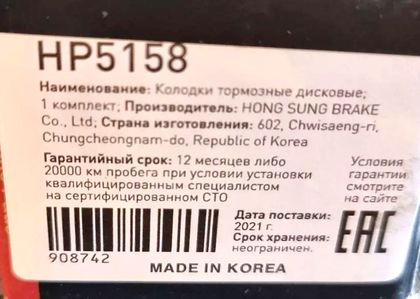 HP5158
Наименование: Колодки тормозные дисковые;
1 комплект; Производитель: HONG SUNG BRAKE
Co., Ltd; Страна изготовления: 602, Chwisaeng-ri,
Chungcheongnam-do, Republic of Korea
Гарантийный срок: 12 месяцев либо
20000 км пробега при условии установки
квалифицированным специалистом
на сертифицированном СТО
Условия
гарантии
смотрите
на сайте
908742
Дата поставки:
2021 г.
Срок хранения:
неограничен.
EAC
MADE IN KOREA